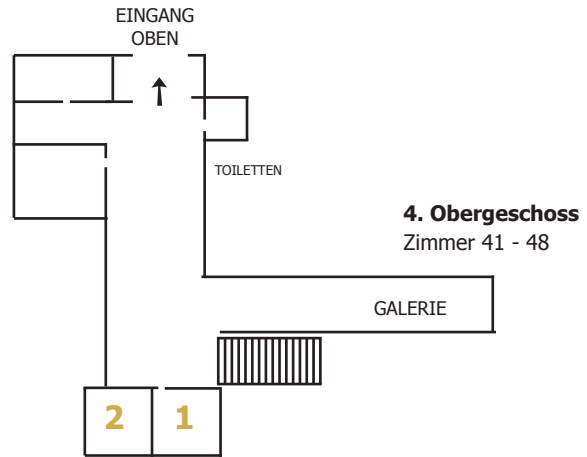 EINGANG
OBEN
TOILETTEN
4. Obergeschoss
Zimmer 41 - 48
GALERIE
2 1